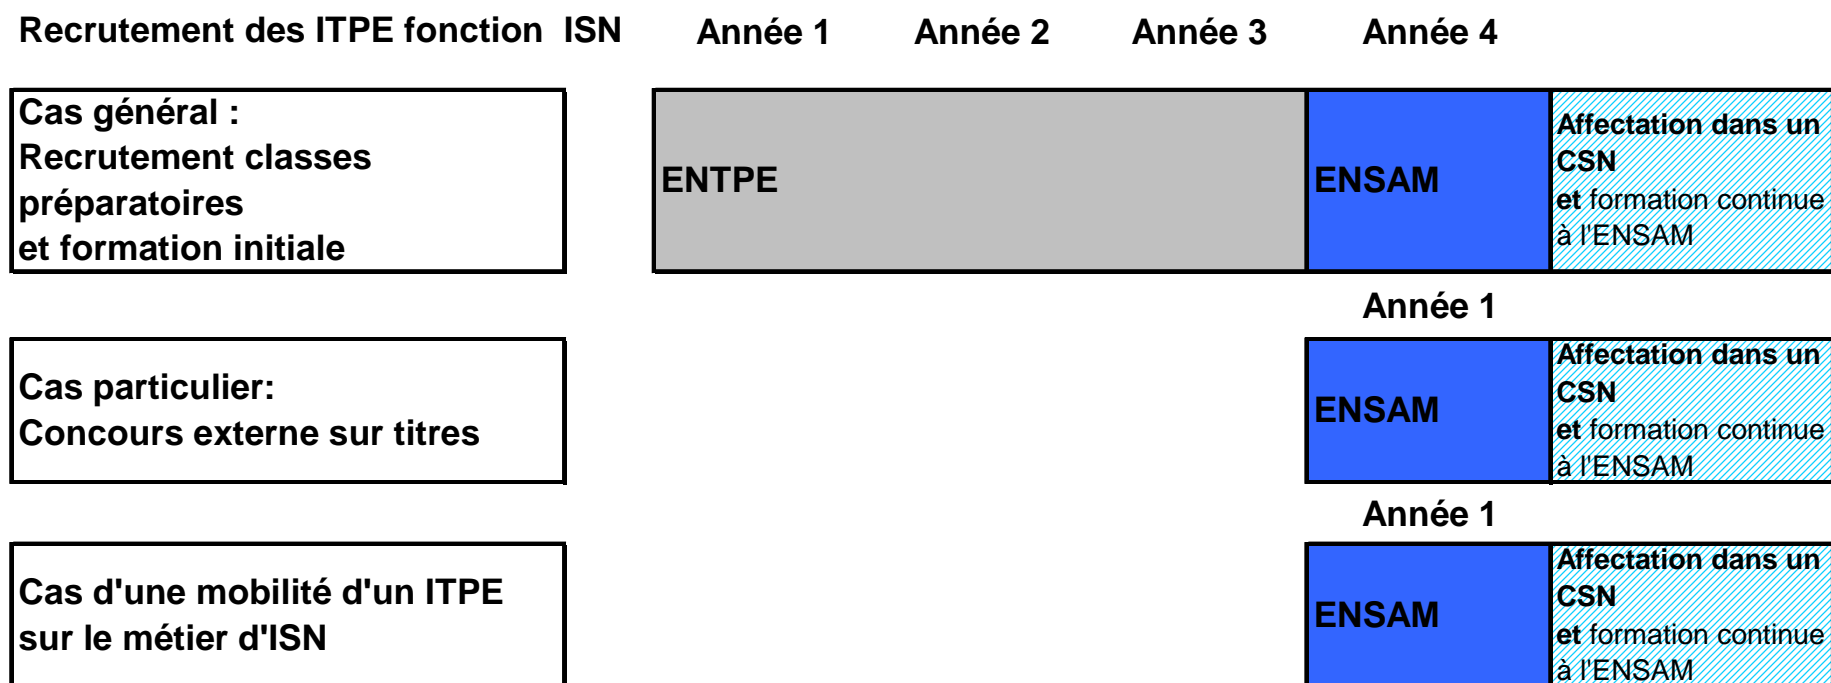 Recrutement des ITPE fonction  ISN
Année 1
Année 2
Année 3
Année 4
Cas général :
Recrutement classes
préparatoires
et formation initiale
ENTPE
ENSAM
Affectation dans un
CSN
et formation continue
à l'ENSAM
Année 1
Cas particulier:
Concours externe sur titres
ENSAM
Affectation dans un
CSN
et formation continue
à l'ENSAM
Année 1
Cas d'une mobilité d'un ITPE
sur le métier d'ISN
ENSAM
Affectation dans un
CSN
et formation continue
à l'ENSAM